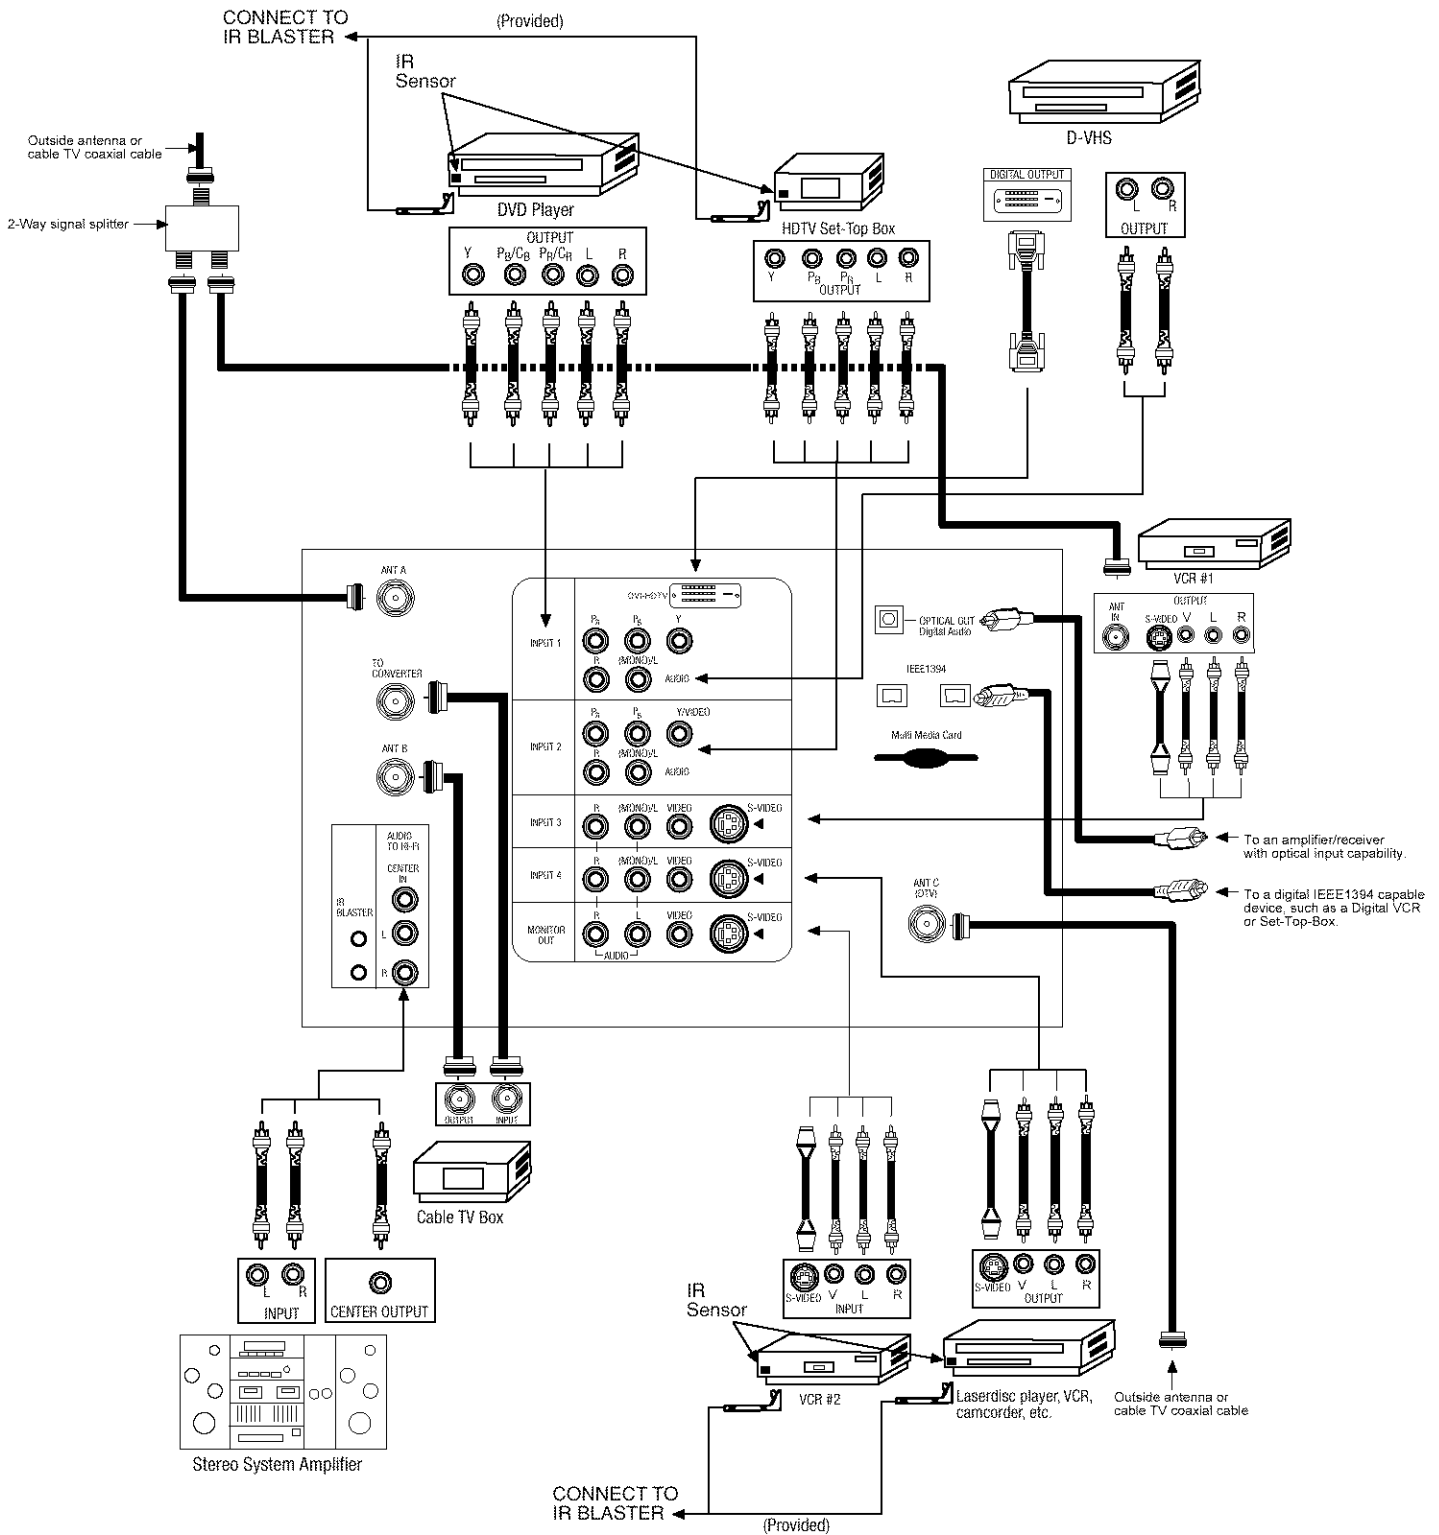 CONNECT TO
IR BLASTER
(Provided)
IR
Sensor
D-VHS
Outside antenna or
cable TV coaxial cable
2-Way signal splitter
DVD Player
HDTV Set-Top Box
DIGITAL OUTPUT
L R
OUTPUT
OUTPUT
Y PB/CB PR/CR L R
Y PB PR L R
OUTPUT
VCR #1
ANT
IN
OUTPUT
S-VIDEO V L R
ANT A
DVI-HDTV
INPUT 1
PR PB Y
R (MONO)/L AUDIO
OPTICAL OUT
Digital Audio
TO
CONVERTER
IEEE1394
INPUT 2
PR PB Y/VIDEO
R (MONO)/L AUDIO
Multi Media Card
ANT B
INPUT 3
R (MONO)/L VIDEO S-VIDEO
AUDIO
TO HI-FI
CENTER
IN
IR
BLASTER
L
R
INPUT 4
R (MONO)/L VIDEO S-VIDEO
MONITOR
OUT
R L VIDEO S-VIDEO
AUDIO
To an amplifier/receiver
with optical input capability.
ANT C
(DTV)
To a digital IEEE1394 capable
device, such as a Digital VCR
or Set-Top-Box.
OUTPUT INPUT
Cable TV Box
L R
INPUT
CENTER OUTPUT
Stereo System Amplifier
S-VIDEO V L R
INPUT
S-VIDEO V L R
OUTPUT
IR
Sensor
VCR #2
Laserdisc player, VCR,
camcorder, etc.
Outside antenna or
cable TV coaxial cable
CONNECT TO
IR BLASTER
(Provided)